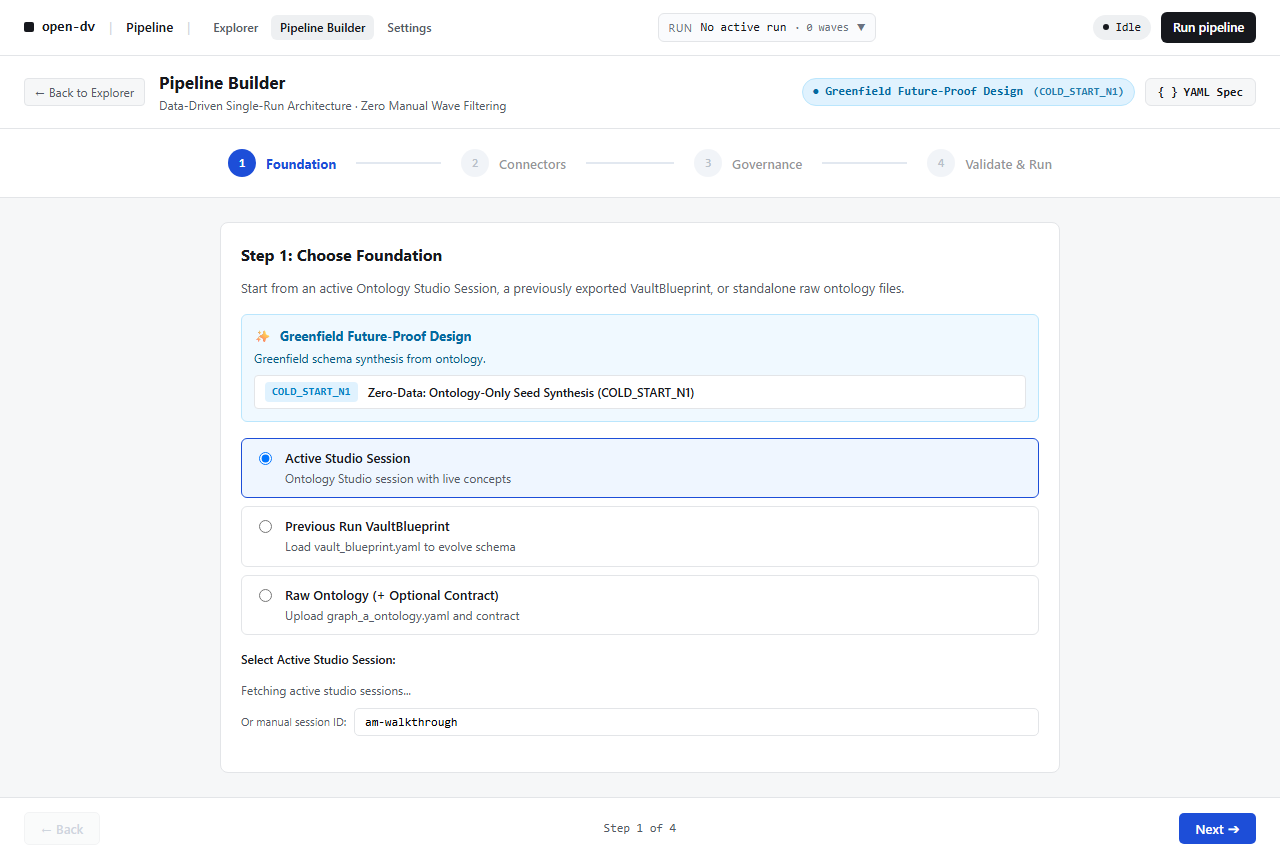 open-dv | Pipeline | Explorer Pipeline Builder Settings RUN No active run · 0 waves ▼ ● Idle Run pipeline
← Back to Explorer
Pipeline Builder
Data-Driven Single-Run Architecture · Zero Manual Wave Filtering
● Greenfield Future-Proof Design (COLD_START_N1)
{ } YAML Spec
1 Foundation 2 Connectors 3 Governance 4 Validate & Run
Step 1: Choose Foundation
Start from an active Ontology Studio Session, a previously exported VaultBlueprint, or standalone raw ontology files.
✨ Greenfield Future-Proof Design
Greenfield schema synthesis from ontology.
COLD_START_N1 Zero-Data: Ontology-Only Seed Synthesis (COLD_START_N1)
Active Studio Session
Ontology Studio session with live concepts
Previous Run VaultBlueprint
Load vault_blueprint.yaml to evolve schema
Raw Ontology (+ Optional Contract)
Upload graph_a_ontology.yaml and contract
Select Active Studio Session:
Fetching active studio sessions...
Or manual session ID: am-walkthrough
← Back Step 1 of 4 Next →